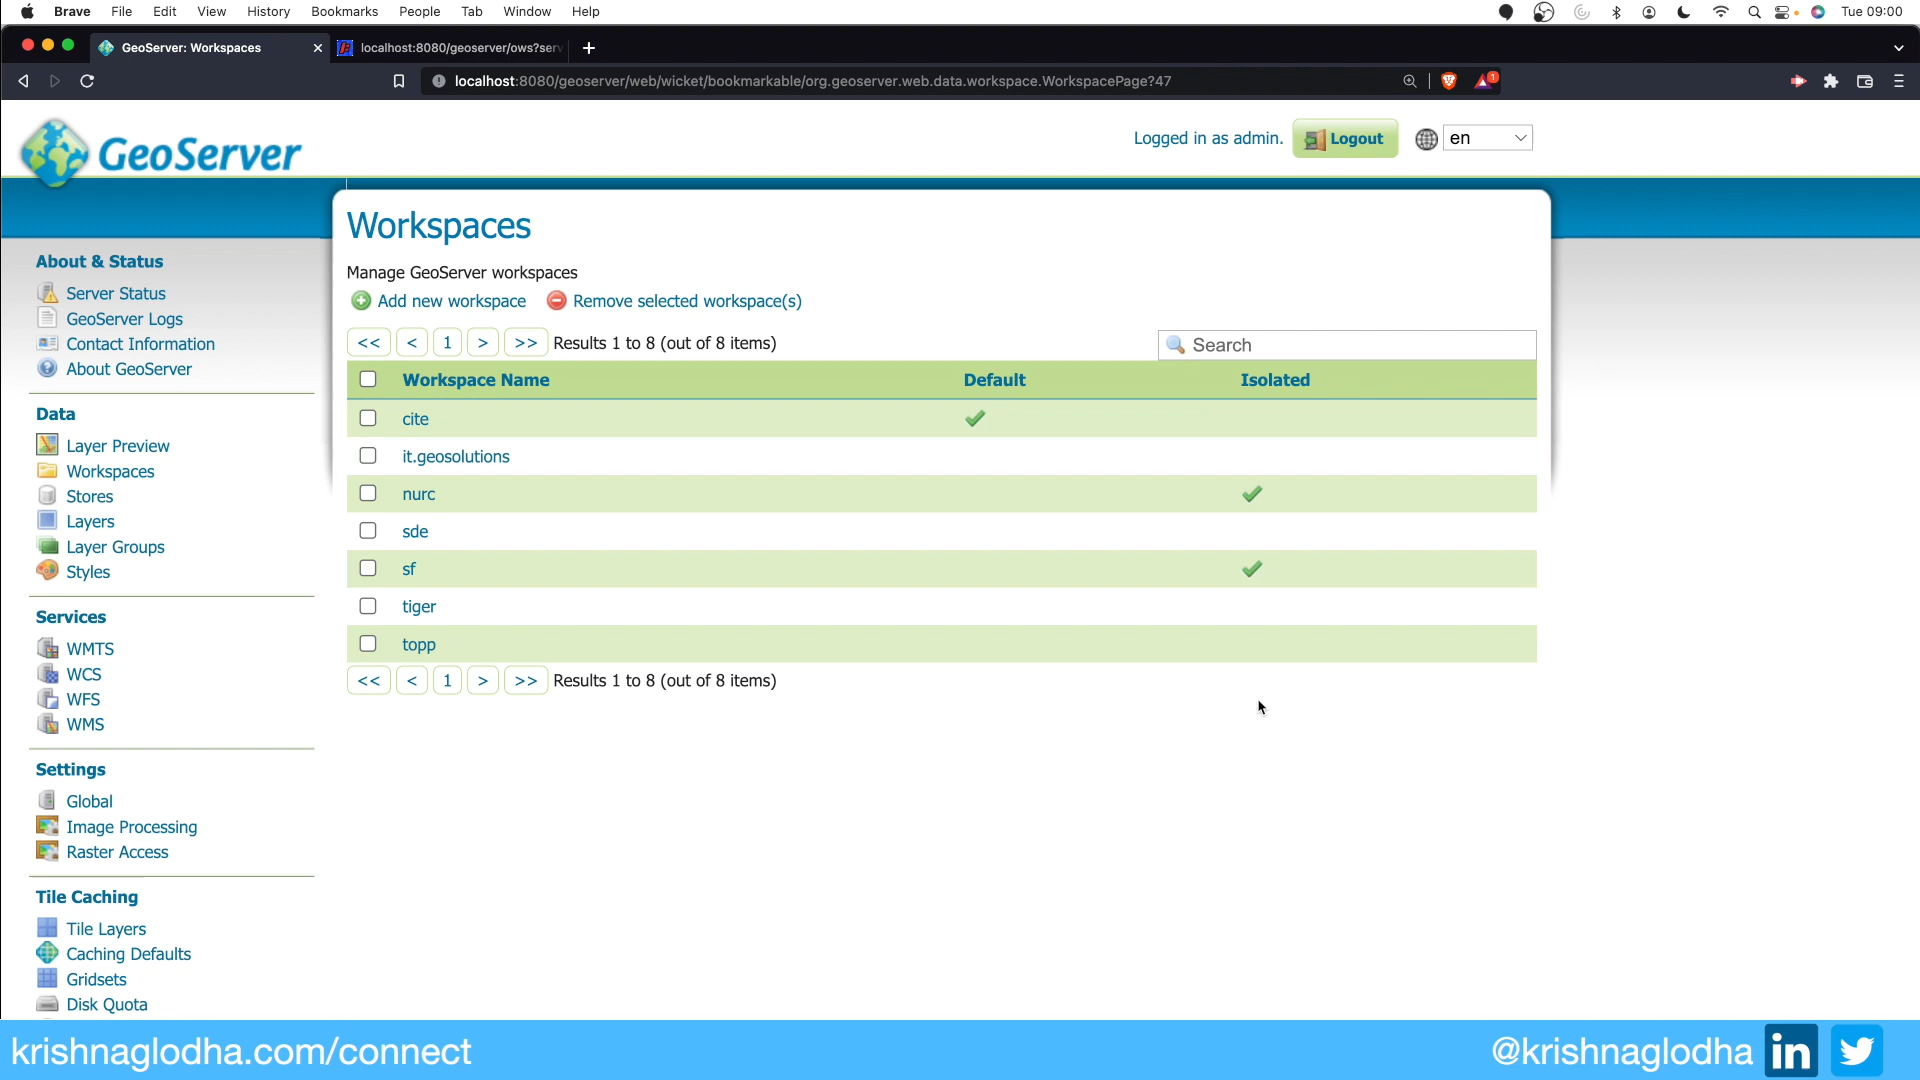 Brave File Edit View History Bookmarks People Tab Window Help Tue 09:00
GeoServer: Workspaces localhost:8080/geoserver/ows?serv
localhost:8080/geoserver/web/wicket/bookmarkable/org.geoserver.web.data.workspace.WorkspacePage?47 1
GeoServer
Logged in as admin. Logout en
Workspaces
Manage GeoServer workspaces
Add new workspace Remove selected workspace(s)
<< < 1 > >> Results 1 to 8 (out of 8 items) Search
Workspace Name Default Isolated
cite
it.geosolutions
nurc
sde
sf
tiger
topp
<< < 1 > >> Results 1 to 8 (out of 8 items)
About & Status
Server Status
GeoServer Logs
Contact Information
About GeoServer
Data
Layer Preview
Workspaces
Stores
Layers
Layer Groups
Styles
Services
WMTS
WCS
WFS
WMS
Settings
Global
Image Processing
Raster Access
Tile Caching
Tile Layers
Caching Defaults
Gridsets
Disk Quota
krishnaglodha.com/connect @krishnaglodha in